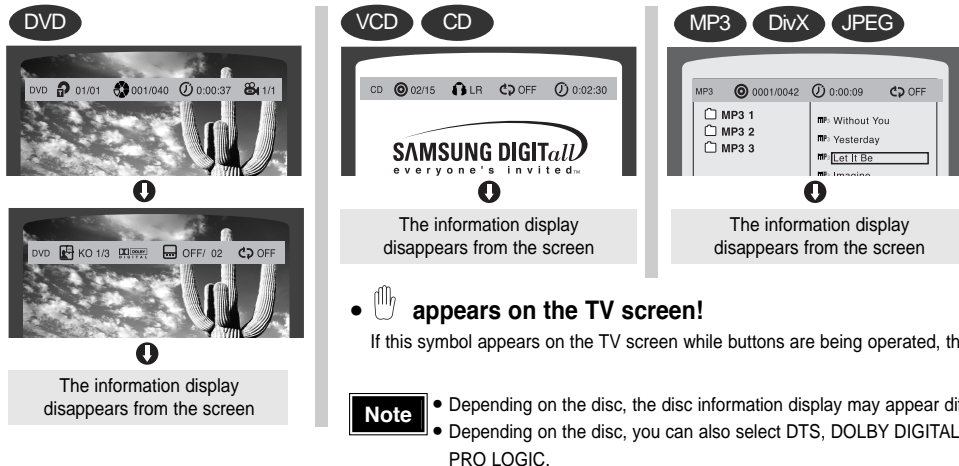 DVD
DVD 01/01 001/040 0:00:37 1/1
DVD KO 1/3 DOLBY DIGITAL OFF/ 02 OFF
The information display
disappears from the screen
VCD CD
CD 02/15 LR OFF 0:02:30
SAMSUNG DIGITall
everyone's invited™
The information display
disappears from the screen
MP3 DivX JPEG
MP3 0001/0042 0:00:09 OFF
MP3 1
MP3 2
MP3 3
Without You
Yesterday
Let It Be
Imagine
The information display
disappears from the screen
• appears on the TV screen!
If this symbol appears on the TV screen while buttons are being operated, th
Note
• Depending on the disc, the disc information display may appear di
• Depending on the disc, you can also select DTS, DOLBY DIGITAL
PRO LOGIC.